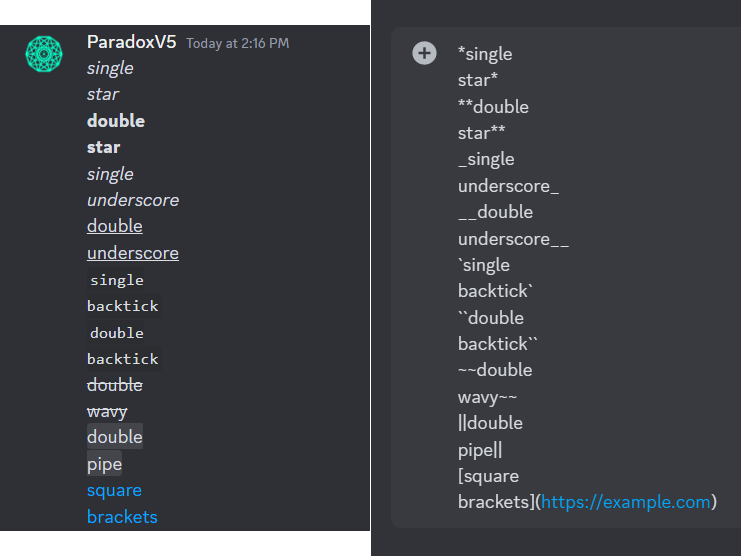 ParadoxV5 Today at 2:16 PM
single
star
double
star
single
underscore
double
underscore
single
backtick
double
backtick
double
wavy
double
pipe
square
brackets
*single
star*
**double
star**
_single
underscore_
__double
underscore__
`single
backtick`
``double
backtick``
~~double
wavy~~
||double
pipe||
[square
brackets](https://example.com)